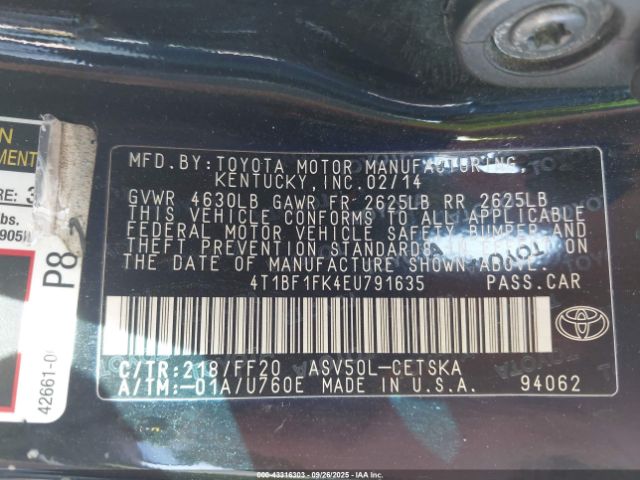 MFD.BY:TOYOTA MOTOR MANUFACTURING,
KENTUCKY,INC.02/14
GVWR 4630LB GAWR FR 2625LB RR 2625LB
THIS VEHICLE CONFORMS TO ALL APPLICABLE
FEDERAL MOTOR VEHICLE SAFETY, BUMPER, AND
THEFT PREVENTION STANDARDS IN EFFECT ON
THE DATE OF MANUFACTURE SHOWN ABOVE.
4T1BF1FK4EU791635 PASS.CAR
C/TR:218/FF20 ASV50L-CETSKA
A/TM:-01A/U760E MADE IN U.S.A. 94062
TOYOTA
P8
42661-0
000-43316303 - 09/26/2025 - IAAI.COM